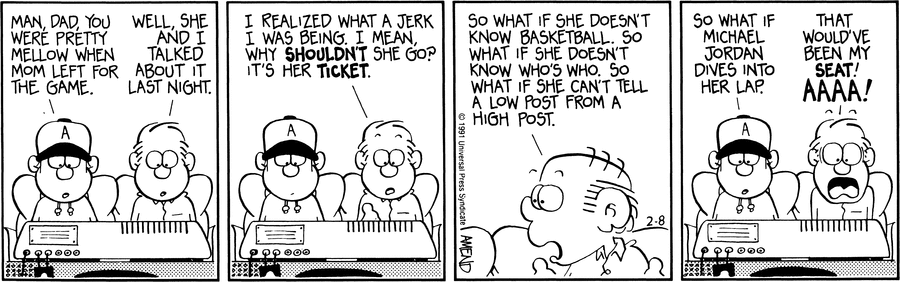 MAN, DAD, YOU
WERE PRETTY
MELLOW WHEN
MOM LEFT FOR
THE GAME.
WELL, SHE
AND I
TALKED
ABOUT IT
LAST NIGHT.
A
I REALIZED WHAT A JERK
I WAS BEING. I MEAN,
WHY SHOULDN'T SHE GO?
IT'S HER TICKET.
A
© 1991 Universal Press Syndicate
SO WHAT IF SHE DOESN'T
KNOW BASKETBALL. SO
WHAT IF SHE DOESN'T
KNOW WHO'S WHO. SO
WHAT IF SHE CAN'T TELL
A LOW POST FROM A
HIGH POST.
AMEND
2-8
SO WHAT IF
MICHAEL
JORDAN
DIVES INTO
HER LAP.
THAT
WOULD'VE
BEEN MY
SEAT!
AAAA!
A